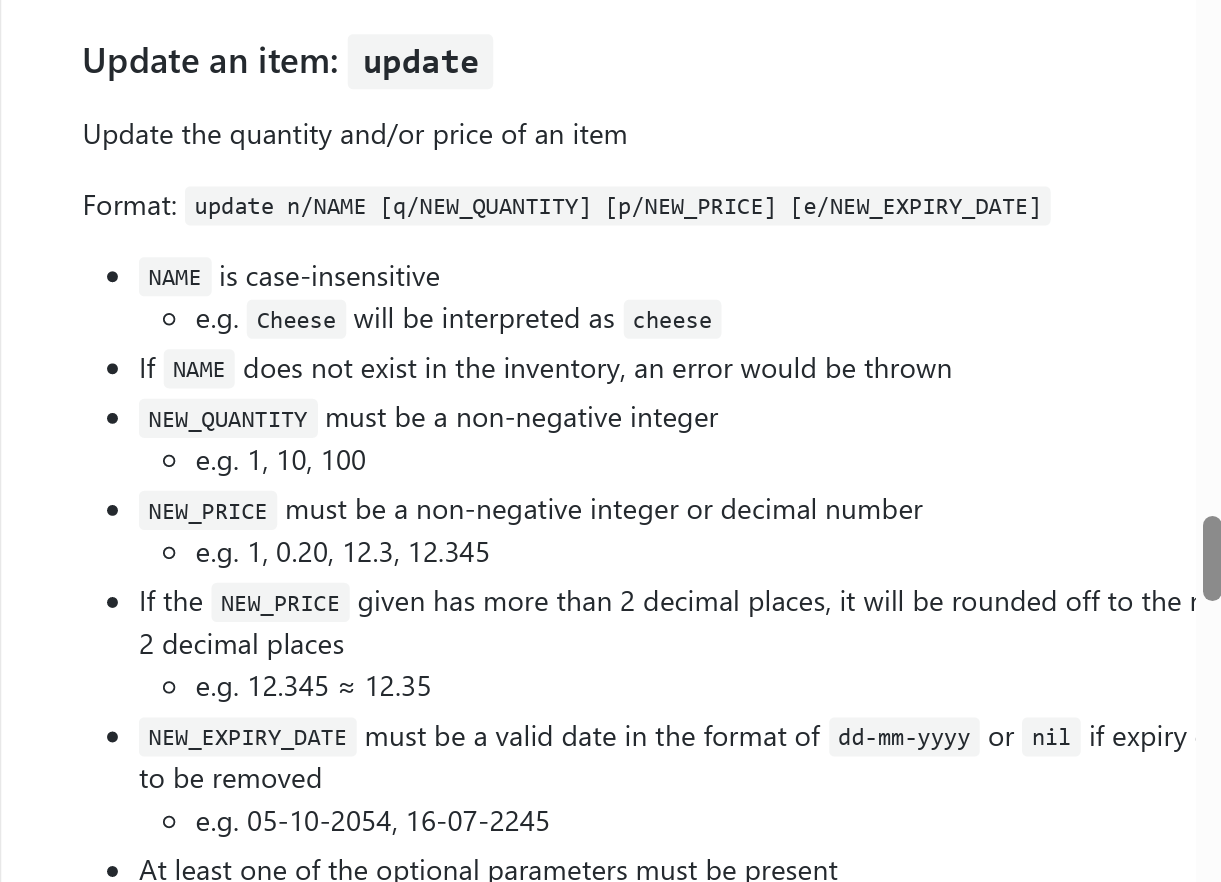 Update an item: update
Update the quantity and/or price of an item
Format: update n/NAME [q/NEW_QUANTITY] [p/NEW_PRICE] [e/NEW_EXPIRY_DATE]
NAME is case-insensitive
e.g. Cheese will be interpreted as cheese
If NAME does not exist in the inventory, an error would be thrown
NEW_QUANTITY must be a non-negative integer
e.g. 1, 10, 100
NEW_PRICE must be a non-negative integer or decimal number
e.g. 1, 0.20, 12.3, 12.345
If the NEW_PRICE given has more than 2 decimal places, it will be rounded off to the
2 decimal places
e.g. 12.345 ≈ 12.35
NEW_EXPIRY_DATE must be a valid date in the format of dd-mm-yyyy or nil if expiry
to be removed
e.g. 05-10-2054, 16-07-2245
At least one of the optional parameters must be present